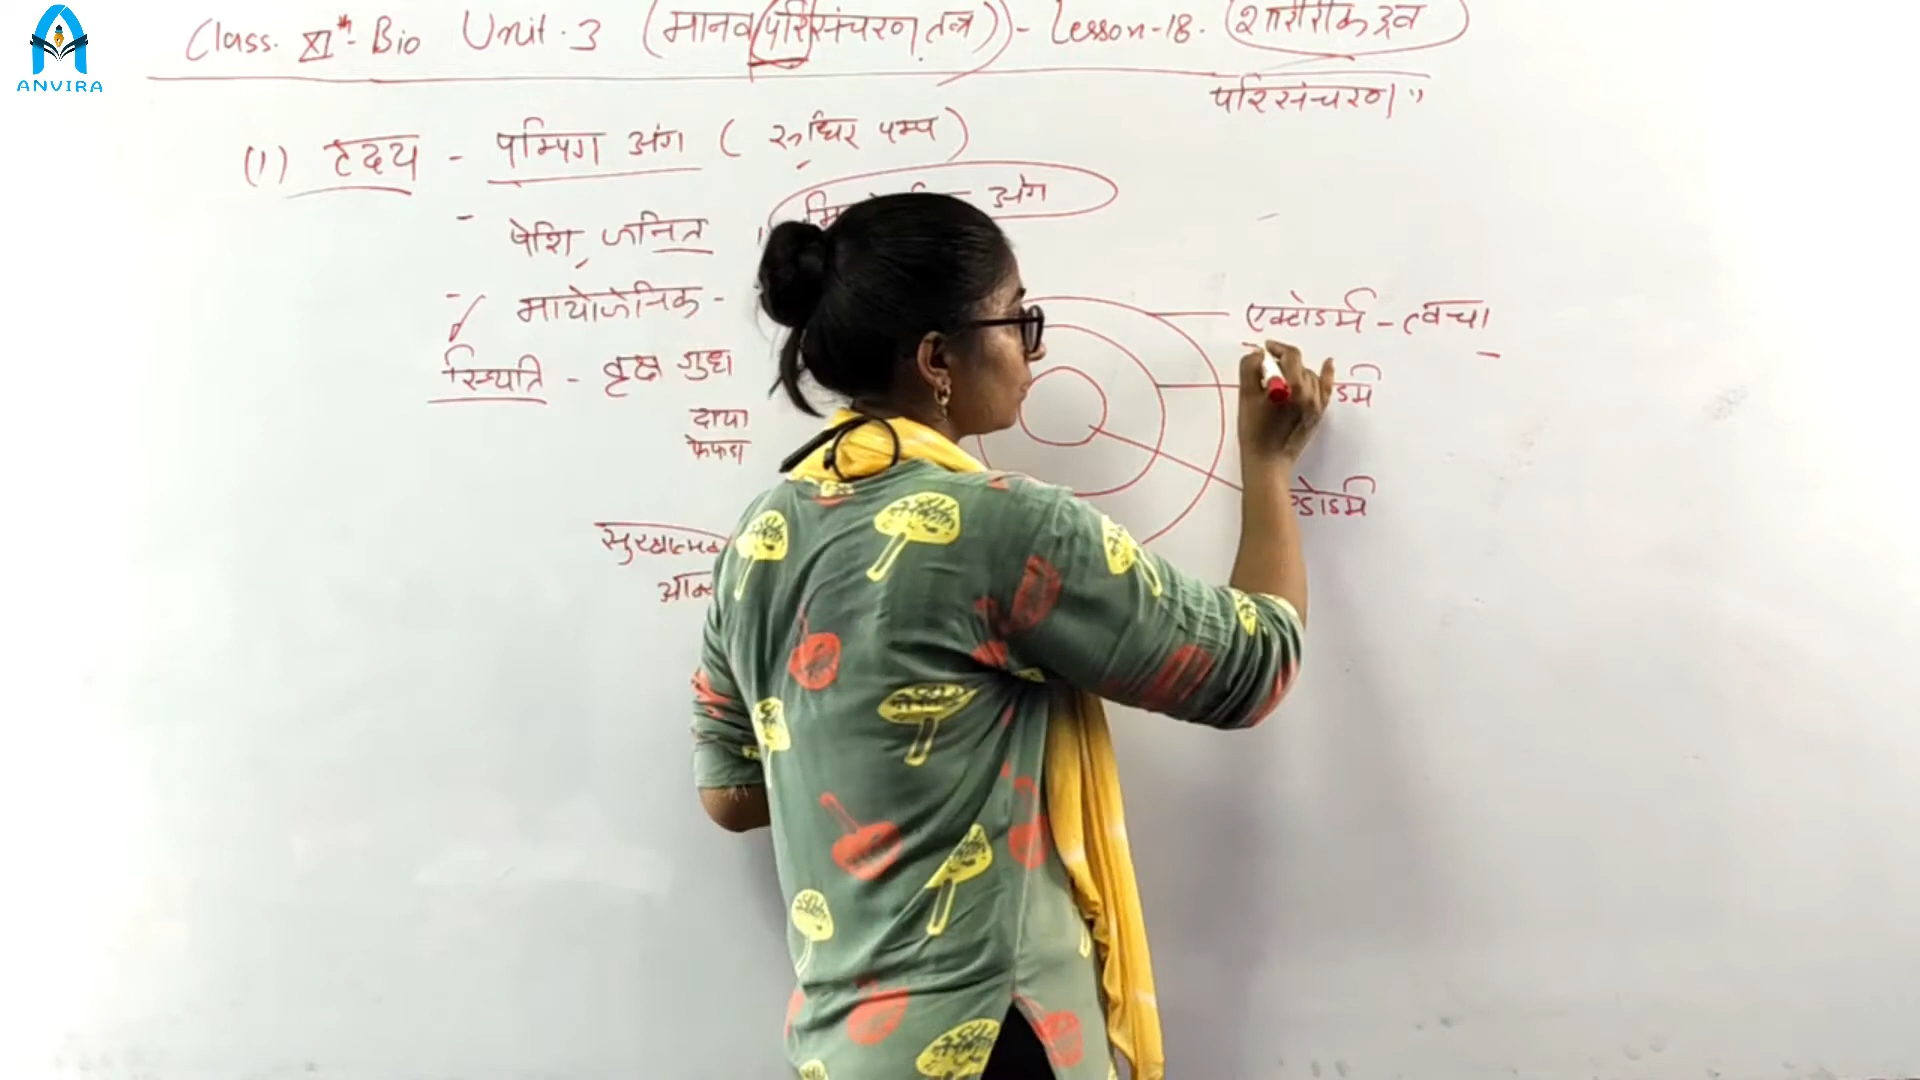 ANVIRA
Class. XIth - Bio Unit. 3 (मानव (परिसंचरण तन्त्र)) - Lesson-18. (शारीरिक द्रव
परिसंचरण"
(1) हृदय - पम्पिग अंग ( रूधिर पम्प )
अंग
- पेशि जनित
- मायोजेनिक -
एक्टोडर्म - त्वचा
स्थिति - वृक्ष गुध
डर्म
दाया
फेफडा
ण्डोडर्म
सुरक्षात्मक